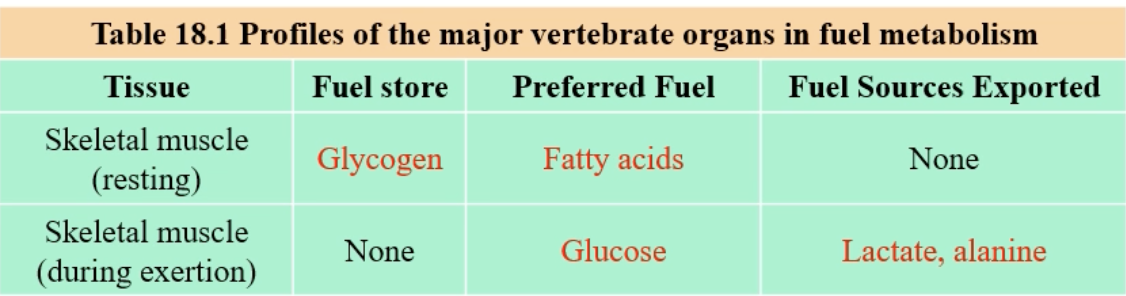 Table 18.1 Profiles of the major vertebrate organs in fuel metabolism
Tissue Fuel store Preferred Fuel Fuel Sources Exported
Skeletal muscle
(resting) Glycogen Fatty acids None
Skeletal muscle
(during exertion) None Glucose Lactate, alanine